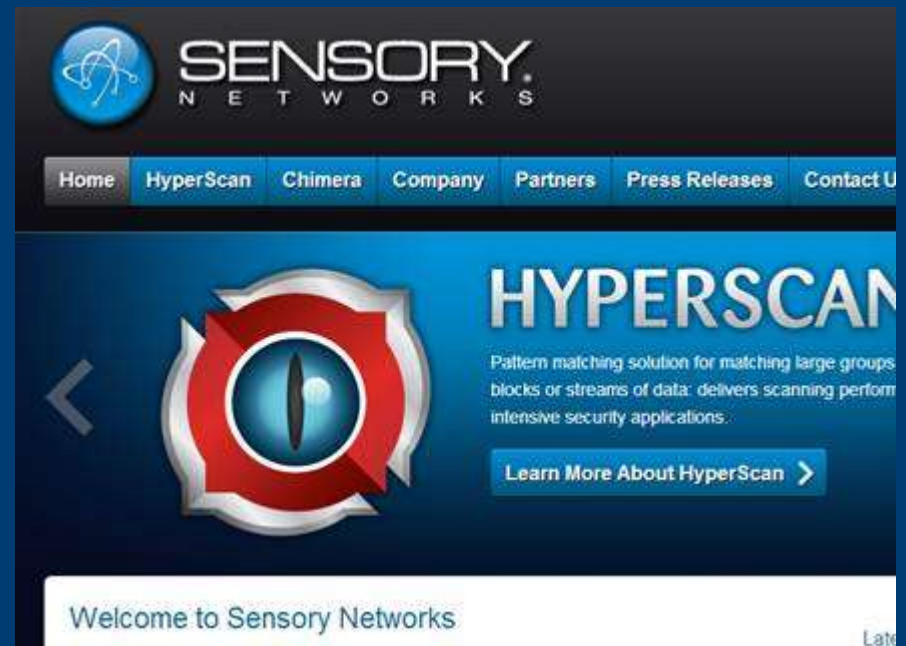 SENSORY.
NETWORKS
Home HyperScan Chimera Company Partners Press Releases Contact U
HYPERSCAN
Pattern matching solution for matching large groups
blocks or streams of data: delivers scanning perform
intensive security applications.
Learn More About HyperScan
Welcome to Sensory Networks
Late